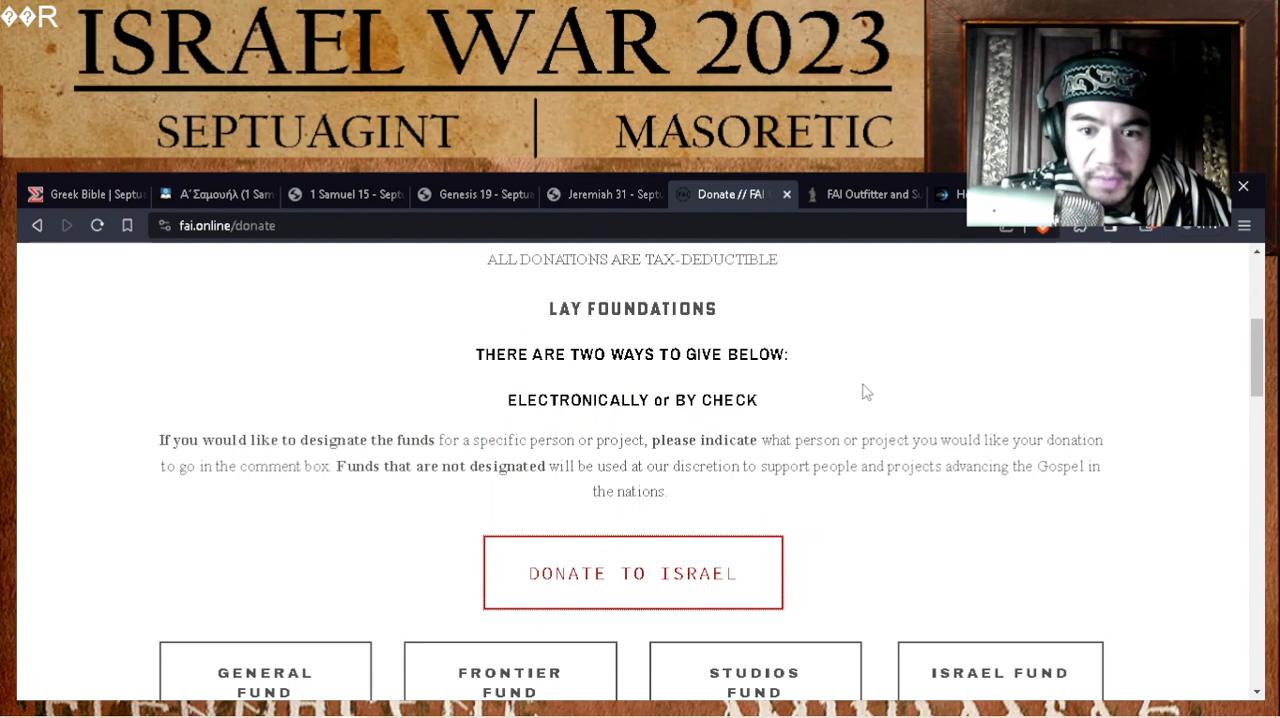 ��R
ISRAEL WAR 2023
SEPTUAGINT | MASORETIC
Greek Bible | Septu
Α΄ Σαμουήλ (1 Sam
1 Samuel 15 - Septu
Genesis 19 - Septua
Jeremiah 31 - Septu
Donate // FAI
FAI Outfitter and Su
fai.online/donate
ALL DONATIONS ARE TAX-DEDUCTIBLE
LAY FOUNDATIONS
THERE ARE TWO WAYS TO GIVE BELOW:
ELECTRONICALLY or BY CHECK
If you would like to designate the funds for a specific person or project, please indicate what person or project you would like your donation
to go in the comment box. Funds that are not designated will be used at our discretion to support people and projects advancing the Gospel in
the nations.
DONATE TO ISRAEL
GENERAL
FUND
FRONTIER
FUND
STUDIOS
FUND
ISRAEL FUND